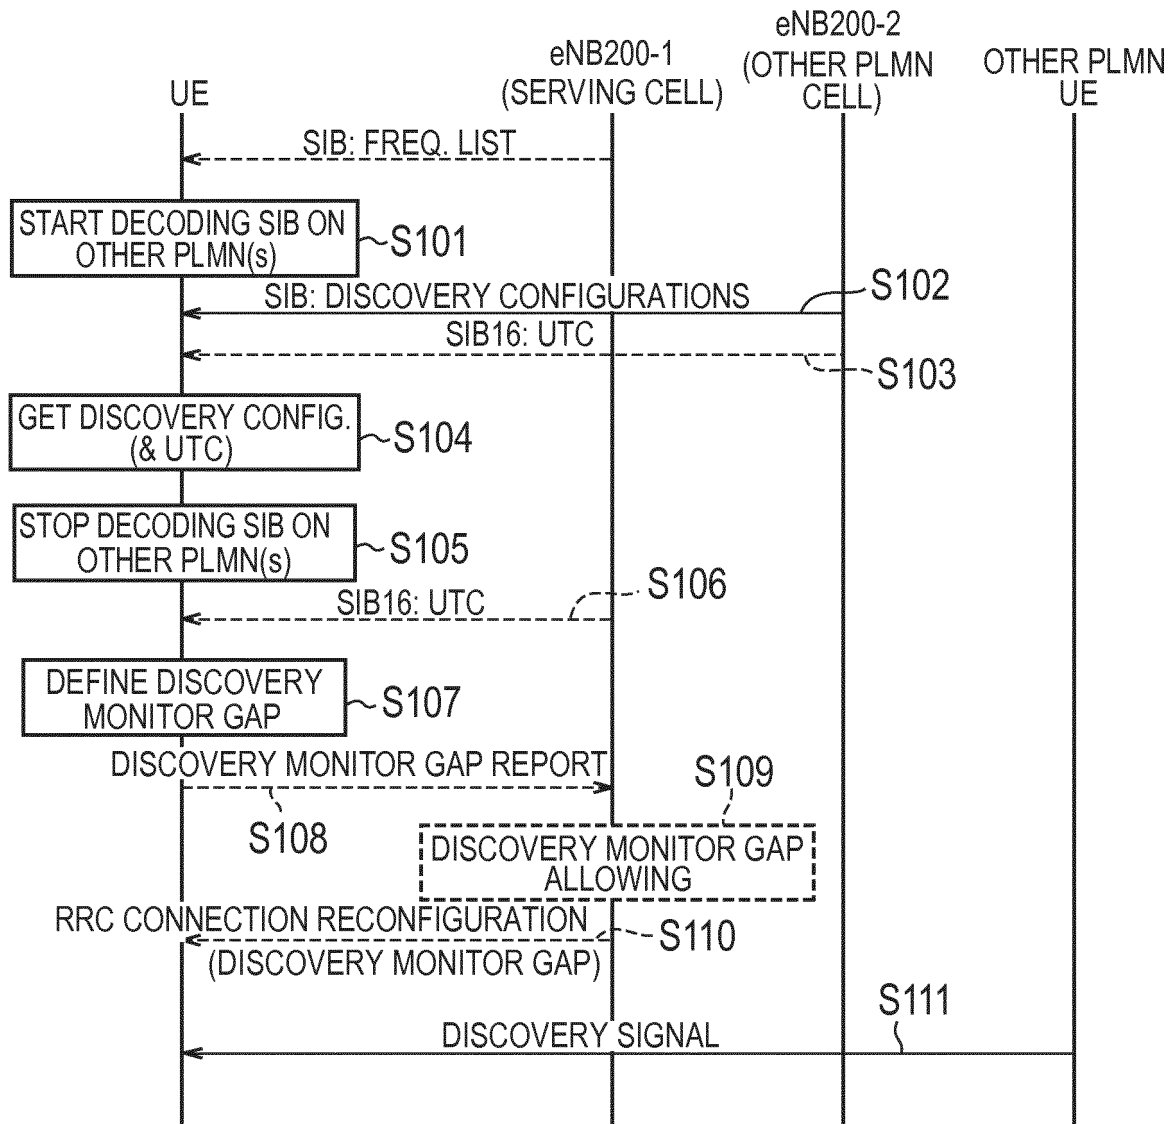 UE
eNB200-1
(SERVING CELL)
eNB200-2
(OTHER PLMN
CELL)
OTHER PLMN
UE
SIB: FREQ. LIST
START DECODING SIB ON
OTHER PLMN(s)
S101
SIB: DISCOVERY CONFIGURATIONS
S102
SIB16: UTC
S103
GET DISCOVERY CONFIG.
(& UTC)
S104
STOP DECODING SIB ON
OTHER PLMN(s)
S105
SIB16: UTC
S106
DEFINE DISCOVERY
MONITOR GAP
S107
DISCOVERY MONITOR GAP REPORT
S108
S109
DISCOVERY MONITOR GAP
ALLOWING
RRC CONNECTION RECONFIGURATION
(DISCOVERY MONITOR GAP)
S110
S111
DISCOVERY SIGNAL